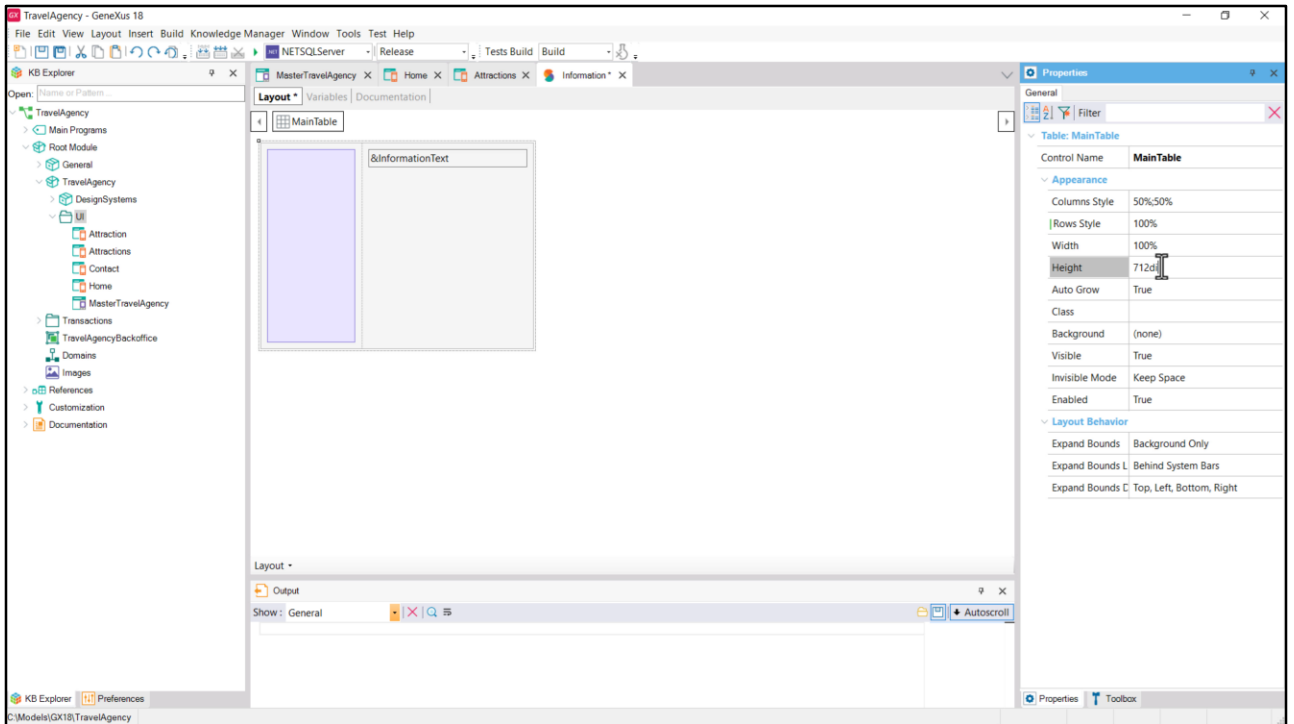 GX TravelAgency - GeneXus 18
File Edit View Layout Insert Build Knowledge Manager Window Tools Test Help
NET NETSQLServer Release Tests Build Build
KB Explorer
Open: Name or Pattern ...
TravelAgency
Main Programs
Root Module
General
TravelAgency
DesignSystems
UI
Attraction
Attractions
Contact
Home
MasterTravelAgency
Transactions
TravelAgencyBackoffice
Domains
Images
References
Customization
Documentation
KB Explorer Preferences
MasterTravelAgency X Home X Attractions X Information * X
Layout * Variables Documentation
MainTable
&InformationText
Layout
Output
Show: General
Autoscroll
Properties
General
Filter
Table: MainTable
Control Name MainTable
Appearance
Columns Style 50%;50%
Rows Style 100%
Width 100%
Height 712di
Auto Grow True
Class
Background (none)
Visible True
Invisible Mode Keep Space
Enabled True
Layout Behavior
Expand Bounds Background Only
Expand Bounds L Behind System Bars
Expand Bounds D Top, Left, Bottom, Right
Properties Toolbox
C:\Models\GX18\TravelAgency